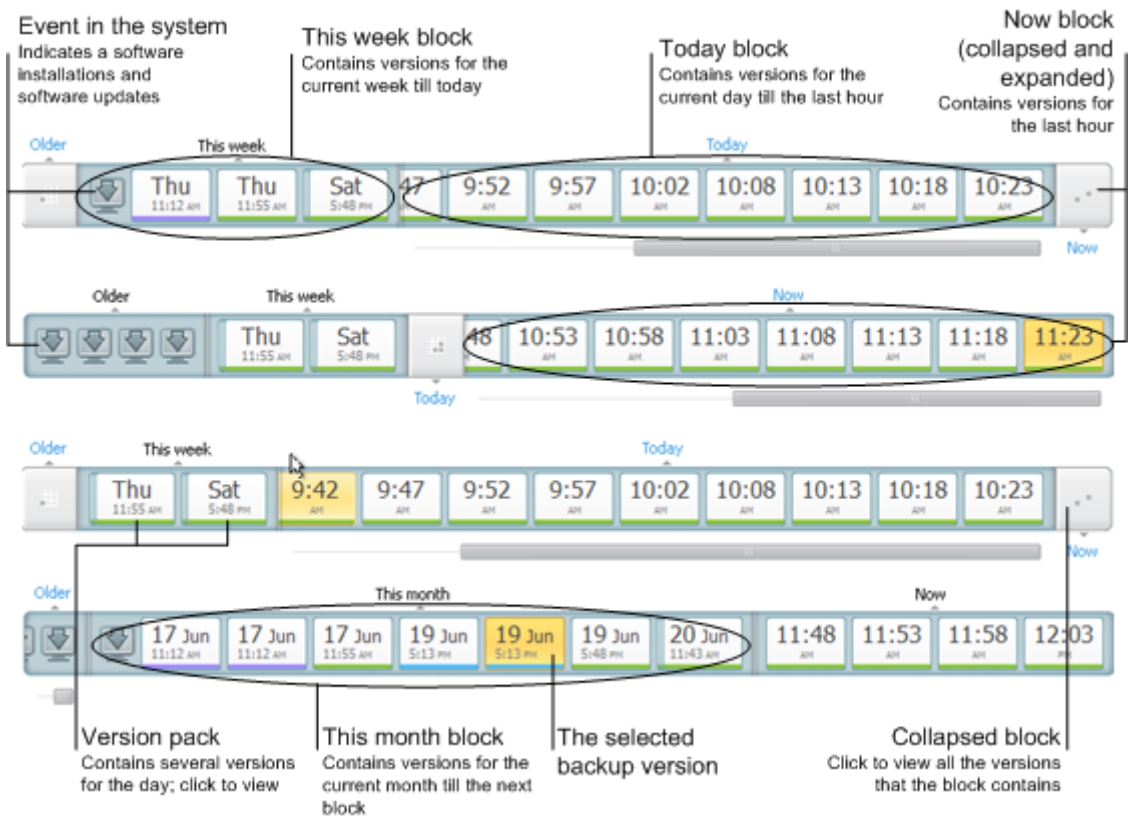 Event in the system
Indicates a software
installations and
software updates
This week block
Contains versions for the
current week till today
Today block
Contains versions for the
current day till the last hour
Now block
(collapsed and
expanded)
Contains versions for
the last hour
Older This week Today
Thu Thu Sat 47 9:52 9:57 10:02 10:08 10:13 10:18 10:23
11:12 AM 11:55 AM 5:48 PM AM AM AM AM AM AM AM
Now
Older This week Now
Thu Sat 48 10:53 10:58 11:03 11:08 11:13 11:18 11:23
11:55 AM 5:48 PM AM AM AM AM AM AM AM
Today
Older This week Today
Thu Sat 9:42 9:47 9:52 9:57 10:02 10:08 10:13 10:18 10:23
11:55 AM 5:48 PM AM AM AM AM AM AM AM AM AM
Now
Older This month Now
17 Jun 17 Jun 17 Jun 19 Jun 19 Jun 19 Jun 20 Jun 11:48 11:53 11:58 12:03
11:12 AM 11:12 AM 11:55 AM 5:13 PM 5:13 PM 5:48 PM 11:43 AM AM AM AM PM
Version pack
Contains several versions
for the day; click to view
This month block
Contains versions for the
current month till the next
block
The selected
backup version
Collapsed block
Click to view all the versions
that the block contains